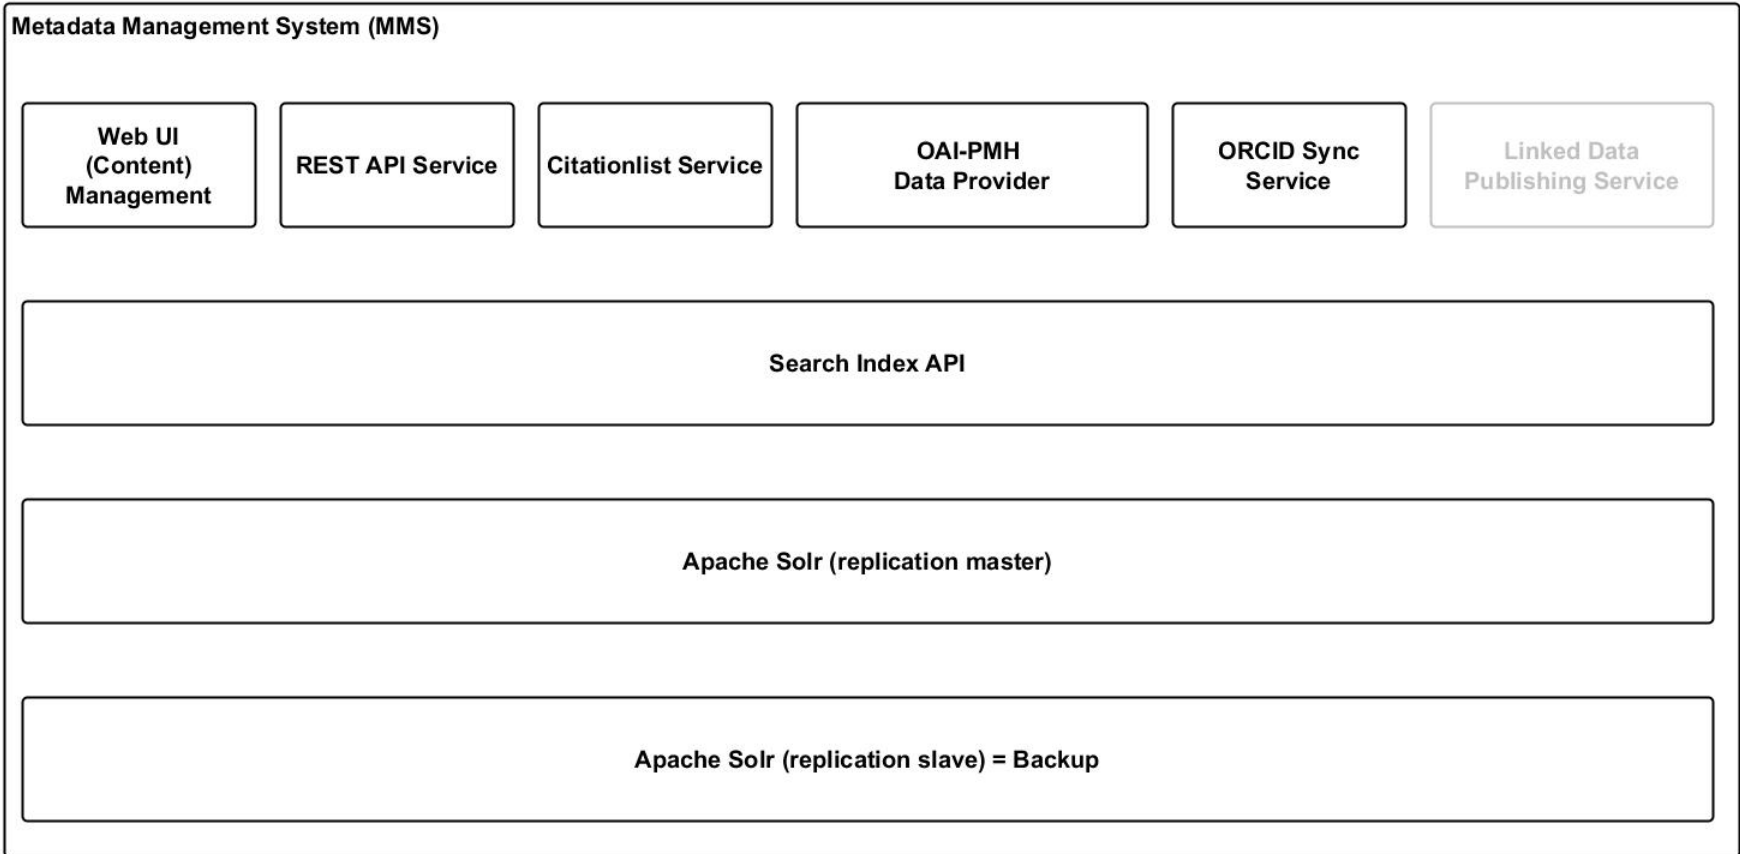 Metadata Management System (MMS)
Web UI
(Content)
Management
REST API Service
Citationlist Service
OAI-PMH
Data Provider
ORCID Sync
Service
Linked Data
Publishing Service
Search Index API
Apache Solr (replication master)
Apache Solr (replication slave) = Backup